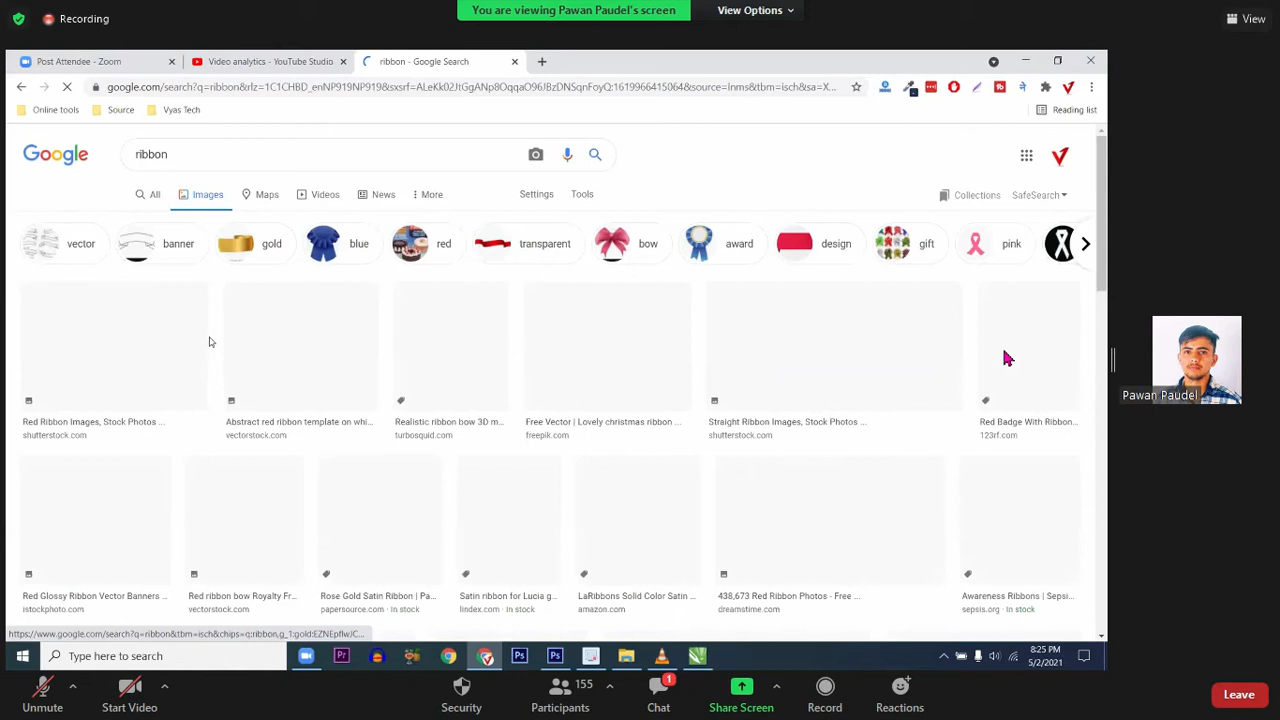 Recording
You are viewing Pawan Paudel's screen
View Options
View
Post Attendee - Zoom
Video analytics - YouTube Studio
ribbon - Google Search
Online tools
Source
Vyas Tech
Reading list
Google
ribbon
All
Images
Maps
Videos
News
More
Settings
Tools
Collections
SafeSearch
vector
banner
gold
blue
red
transparent
bow
award
design
gift
pink
Red Ribbon Images, Stock Photos ...
shutterstock.com
Abstract red ribbon template on whi...
vectorstock.com
Realistic ribbon bow 3D m...
turbosquid.com
Free Vector | Lovely christmas ribbon ...
freepik.com
Straight Ribbon Images, Stock Photos ...
shutterstock.com
Red Badge With Ribbon...
123rf.com
Red Glossy Ribbon Vector Banners ...
istockphoto.com
Red ribbon bow Royalty Fr...
vectorstock.com
Rose Gold Satin Ribbon | Pa...
papersource.com · In stock
Satin ribbon for Lucia g...
lindex.com · In stock
LaRibbons Solid Color Satin ...
amazon.com
438,673 Red Ribbon Photos - Free ...
dreamstime.com
Awareness Ribbons | Sepsi...
sepsis.org · In stock
Pawan Paudel
Type here to search
8:25 PM
5/2/2021
Unmute
Start Video
Security
155
Participants
1
Chat
Share Screen
Record
Reactions
Leave